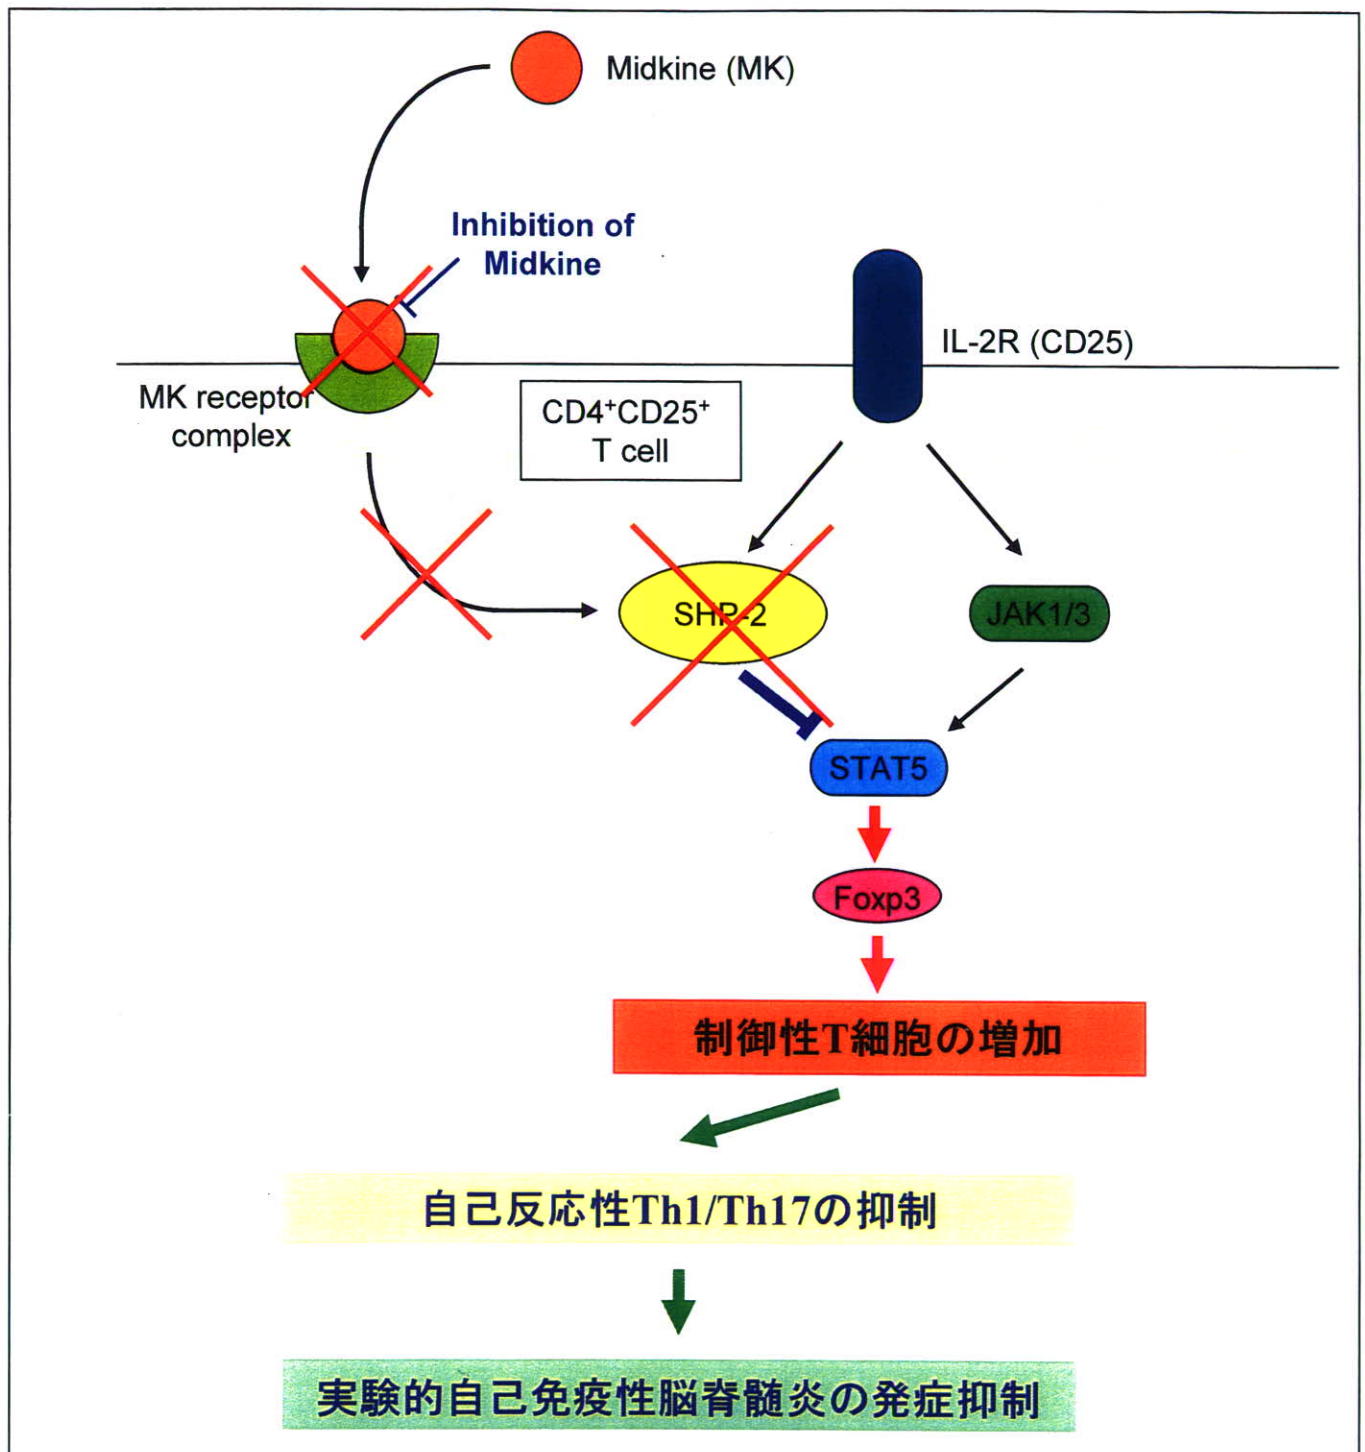 Midkine (MK)
Inhibition of
Midkine
IL-2R (CD25)
MK receptor
complex
CD4⁺CD25⁺
T cell
SHP-2
JAK1/3
STAT5
Foxp3
制御性T細胞の増加
自己反応性Th1/Th17の抑制
実験的自己免疫性脳脊髄炎の発症抑制